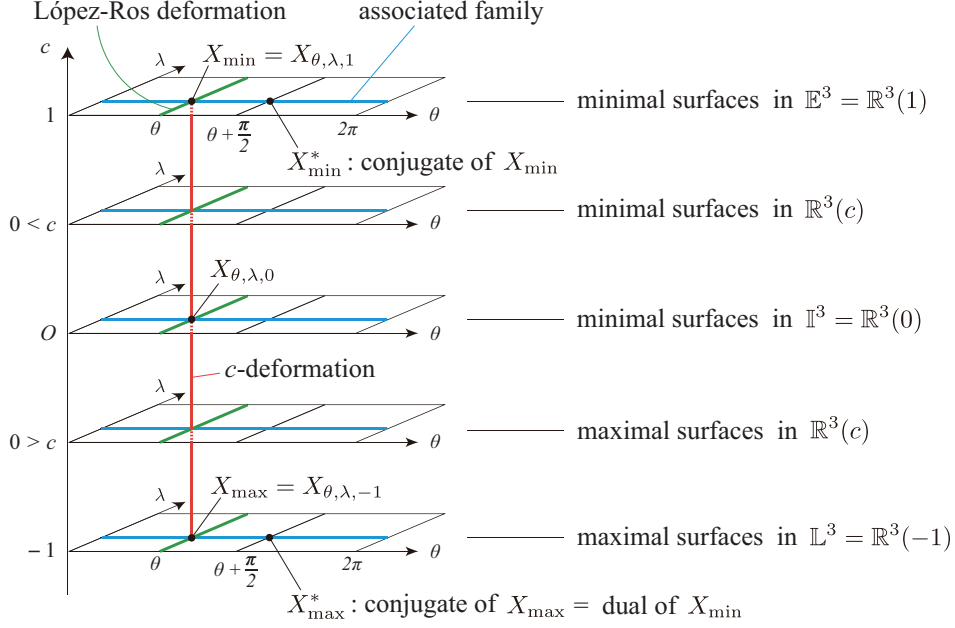 López-Ros deformation
associated family
c
λ
X_min = X_{θ,λ,1}
1
θ
θ + π/2
2π
θ
minimal surfaces in 𝔼³ = ℝ³(1)
X*_min : conjugate of X_min
λ
0 < c
θ
minimal surfaces in ℝ³(c)
λ
X_{θ,λ,0}
O
θ
minimal surfaces in 𝕀³ = ℝ³(0)
c-deformation
λ
0 > c
θ
maximal surfaces in ℝ³(c)
λ
X_max = X_{θ,λ,−1}
−1
θ
θ + π/2
2π
θ
maximal surfaces in 𝕃³ = ℝ³(−1)
X*_max : conjugate of X_max = dual of X_min